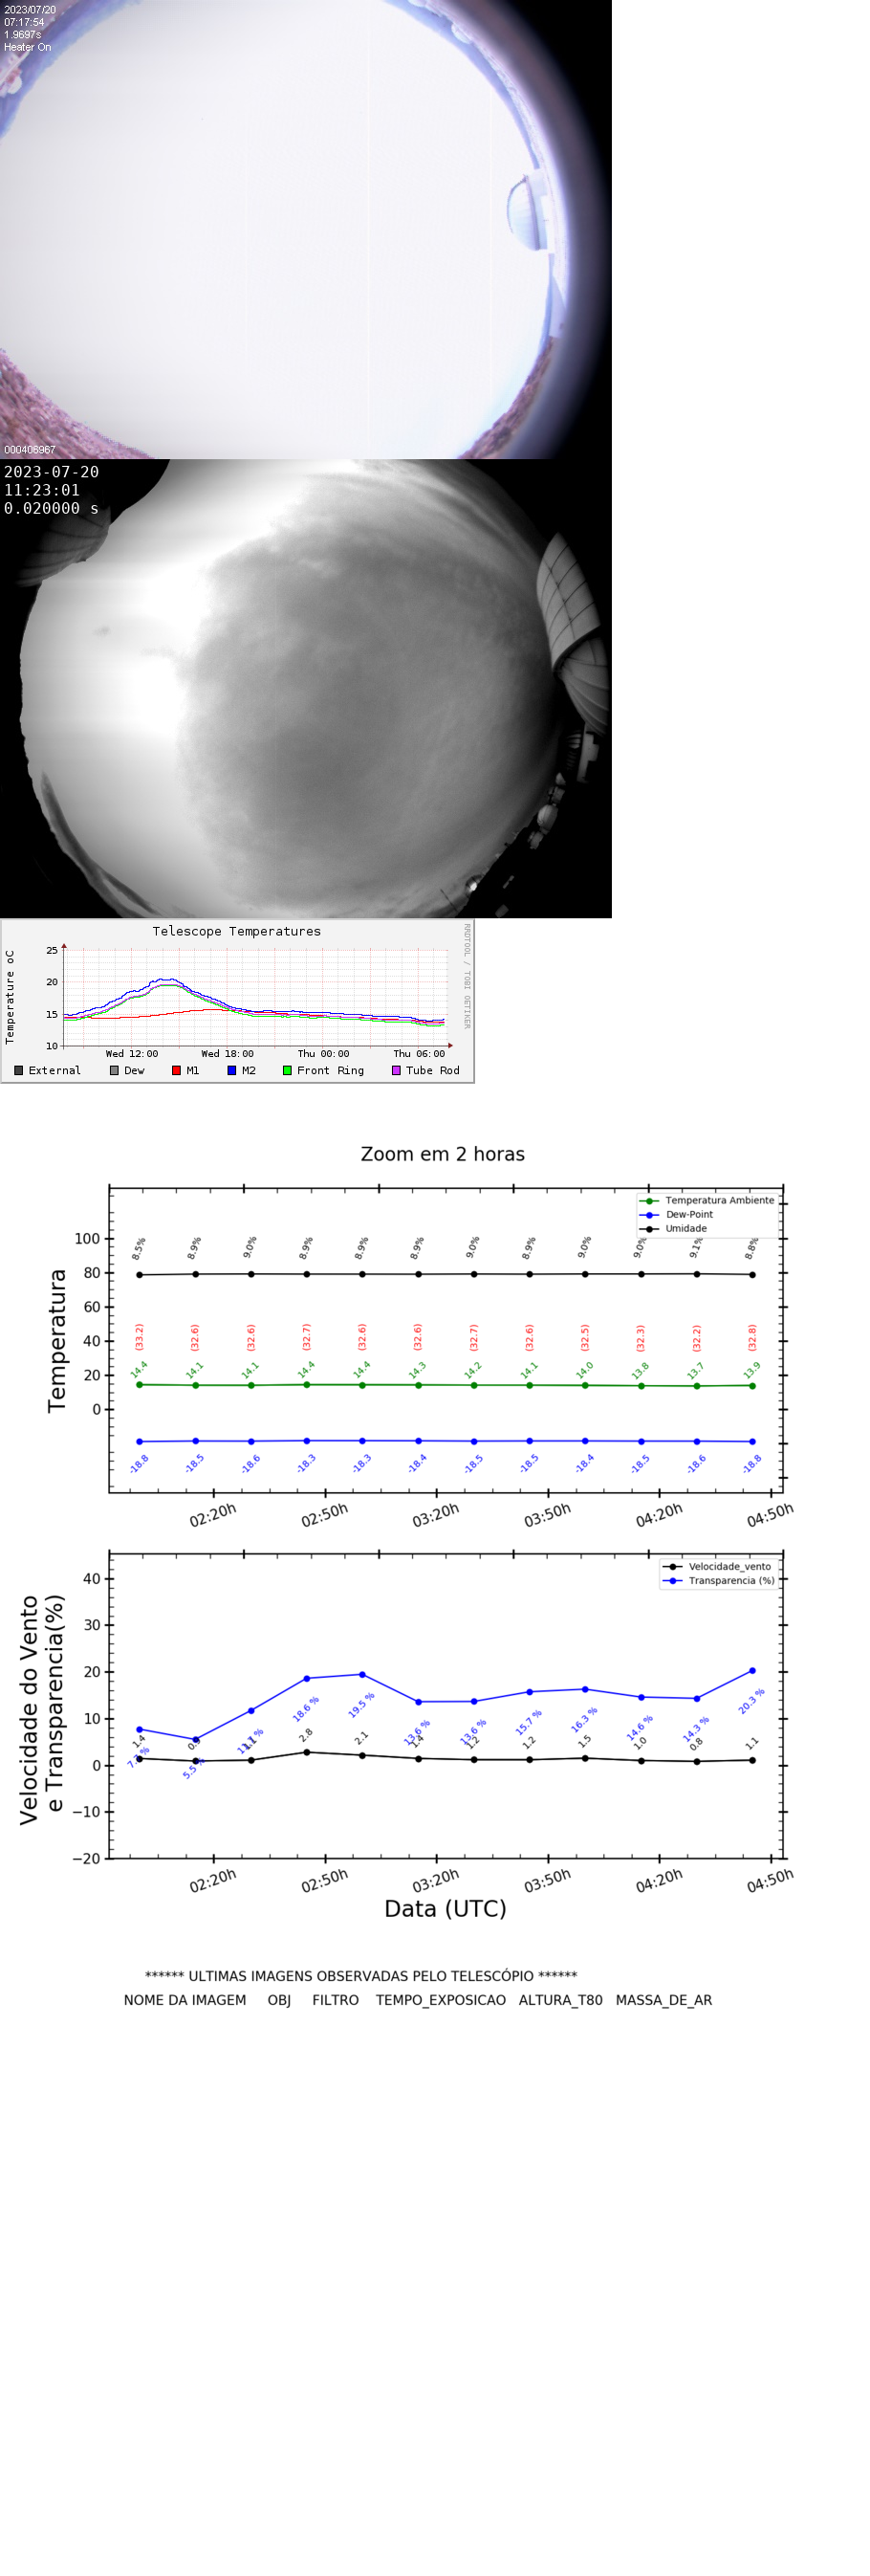 2023/07/20
07:17:54
1.9697s
Heater On
000406967
2023-07-20
11:23:01
0.020000 s
Telescope Temperatures
RRDTOOL / TOBI OETIKER
Temperature oC
25
20
15
10
Wed 12:00 Wed 18:00 Thu 00:00 Thu 06:00
External Dew M1 M2 Front Ring Tube Rod
Zoom em 2 horas
Temperatura Ambiente
Dew-Point
Umidade
Temperatura
100
80
60
40
20
0
8.5% 8.9% 9.0% 8.9% 8.9% 8.9% 9.0% 8.9% 9.0% 9.0% 9.1% 8.8%
(33.2) (32.6) (32.6) (32.7) (32.6) (32.6) (32.7) (32.6) (32.5) (32.3) (32.2) (32.8)
14.4 14.1 14.1 14.4 14.4 14.3 14.2 14.1 14.0 13.8 13.7 13.9
-18.8 -18.5 -18.6 -18.3 -18.3 -18.4 -18.5 -18.5 -18.4 -18.5 -18.6 -18.8
02:20h 02:50h 03:20h 03:50h 04:20h 04:50h
Velocidade_vento
Transparencia (%)
Velocidade do Vento
e Transparencia(%)
40
30
20
10
0
−10
−20
18.6 % 19.5 % 13.6 % 13.6 % 15.7 % 16.3 % 14.6 % 14.3 % 20.3 %
1.4 2.8 2.1 1.4 1.2 1.2 1.5 1.0 0.8 1.1
02:20h 02:50h 03:20h 03:50h 04:20h 04:50h
Data (UTC)
****** ULTIMAS IMAGENS OBSERVADAS PELO TELESCÓPIO ******
NOME DA IMAGEM OBJ FILTRO TEMPO_EXPOSICAO ALTURA_T80 MASSA_DE_AR